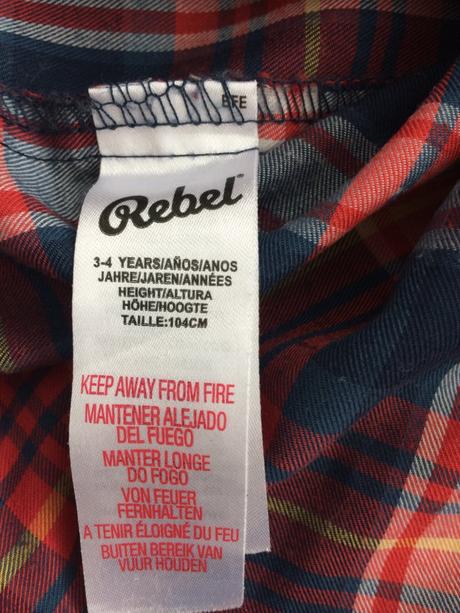 EFE
Rebel™
3-4 YEARS/AÑOS/ANOS
JAHRE/JAREN/ANNÉES
HEIGHT/ALTURA
HÖHE/HOOGTE
TAILLE:104CM
KEEP AWAY FROM FIRE
MANTENER ALEJADO
DEL FUEGO
MANTER LONGE
DO FOGO
VON FEUER
FERNHALTEN
A TENIR ÉLOIGNÉ DU FEU
BUITEN BEREIK VAN
VUUR HOUDEN